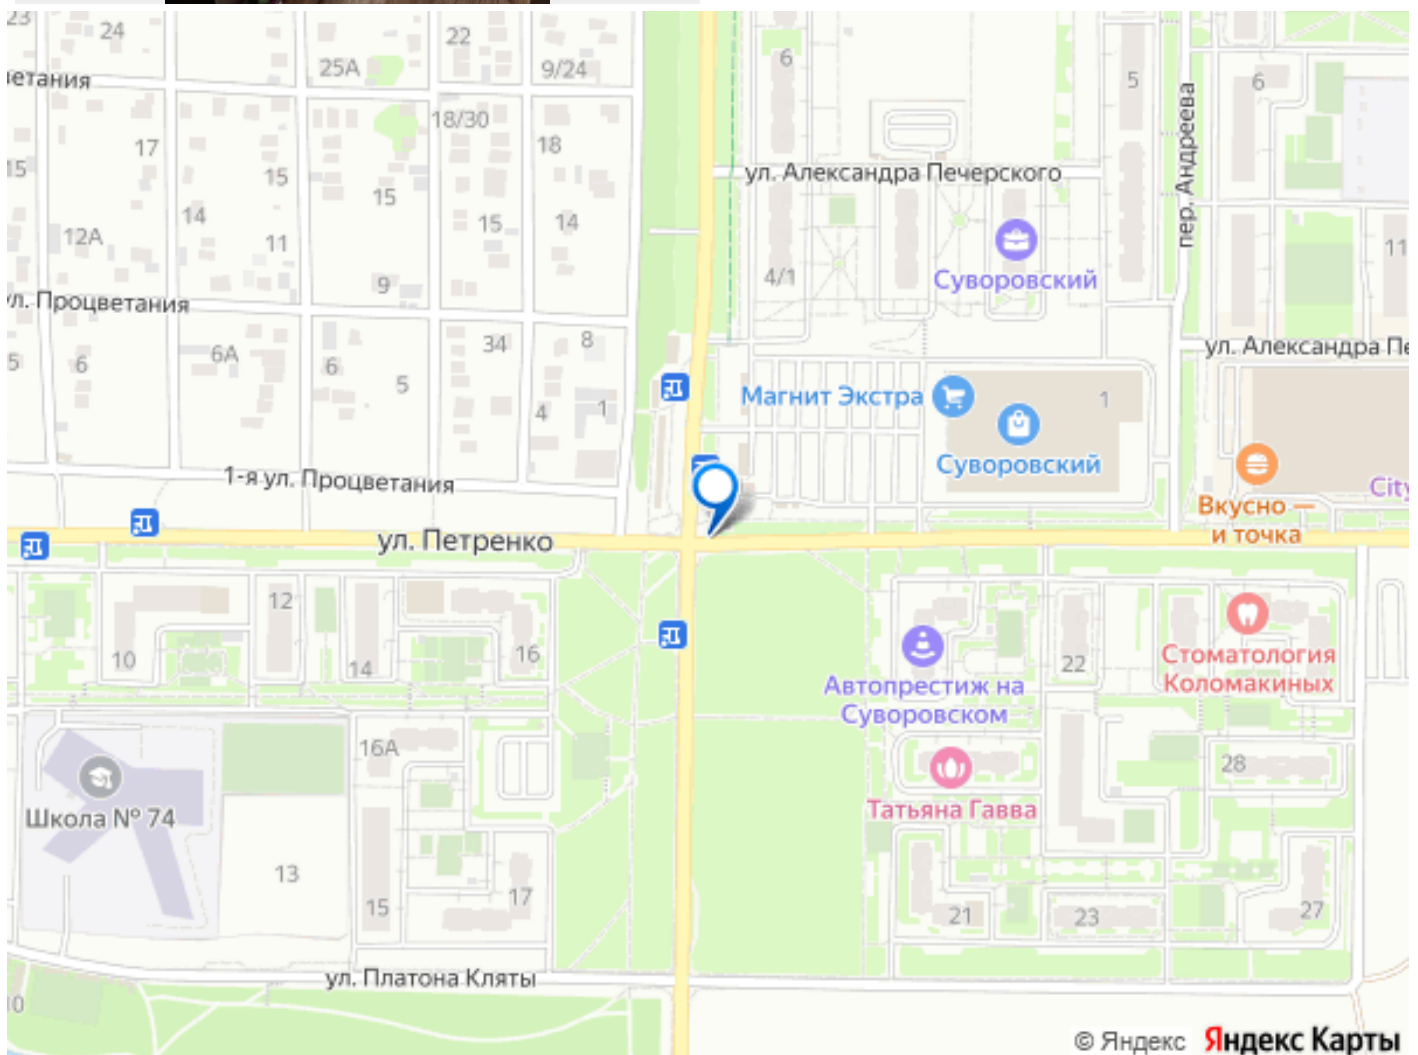 23
24
22
6
5
6
25А
9/24
ветания
18/30
17
18
15
15
15
ул. Александра Печерского
пер. Андреева
14
15
14
12А
11
11
9
4/1
Суворовский
ул. Процветания
5
6
6А
6
34
8
5
ул. Александра Пе
4
1
Магнит Экстра
1
Суворовский
1-я ул. Процветания
City
Вкусно —
и точка
ул. Петренко
12
10
14
16
22
Автопрестиж на
Суворовском
Стоматология
Коломакиных
16А
28
Школа № 74
Татьяна Гавва
13
15
17
21
23
27
ул. Платона Кляты
10
© Яндекс Яндекс Карты